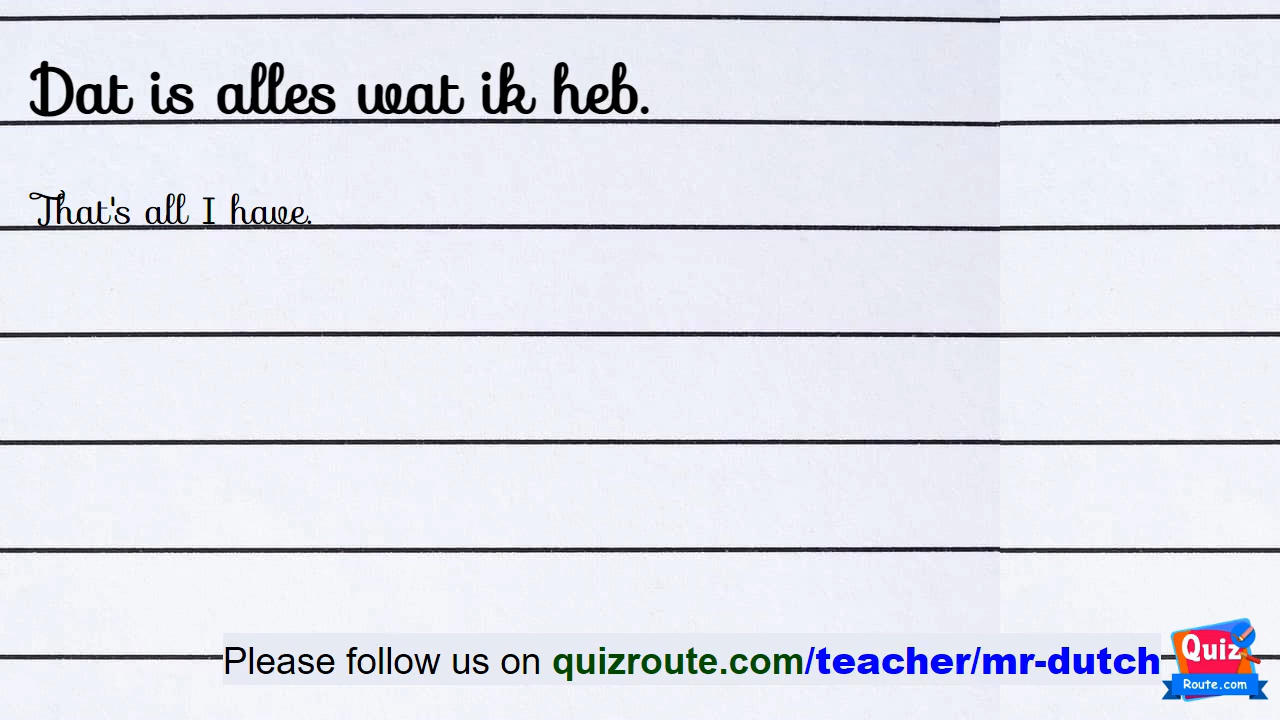 Dat is alles wat ik heb.
That's all I have.
Please follow us on quizroute.com/teacher/mr-dutch
Quiz
Route.com